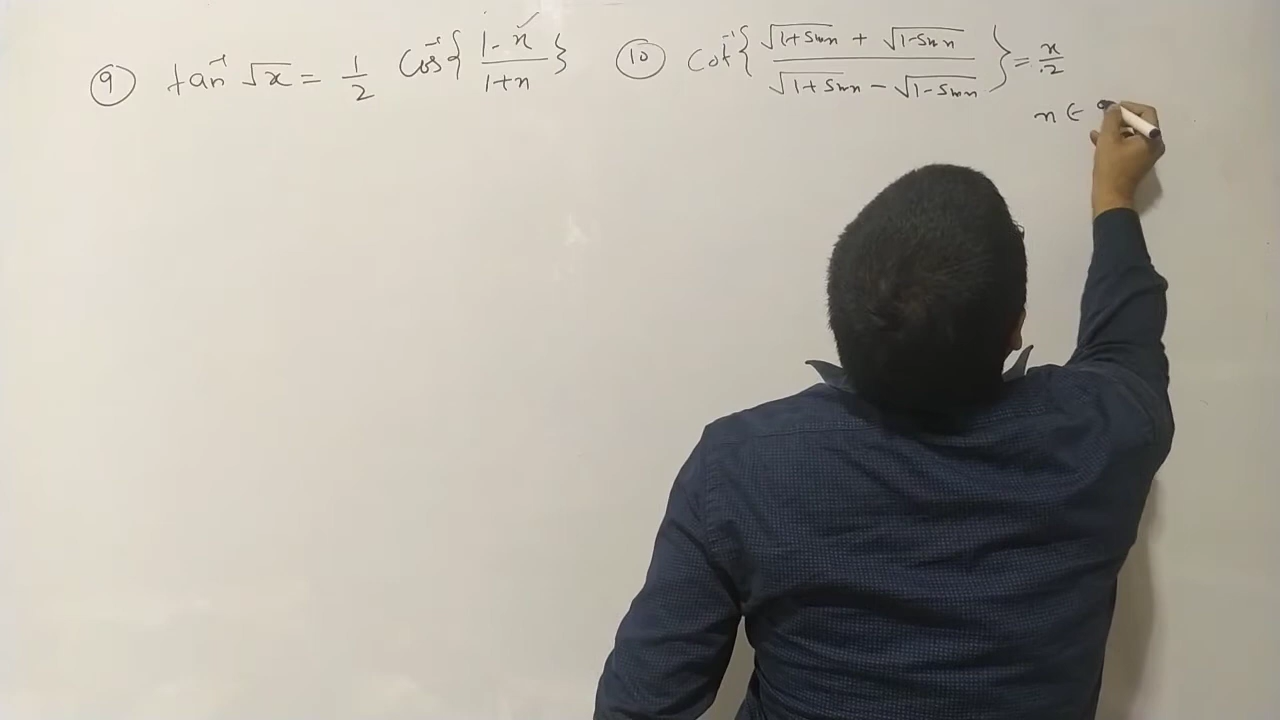 ⑨ tan⁻¹ √x = 1/2 cos⁻¹ { (1-x)/(1+x) }
⑩ cot⁻¹ { (√(1+sinx) + √(1-sinx)) / (√(1+sinx) - √(1-sinx)) } = x/2
x ∈